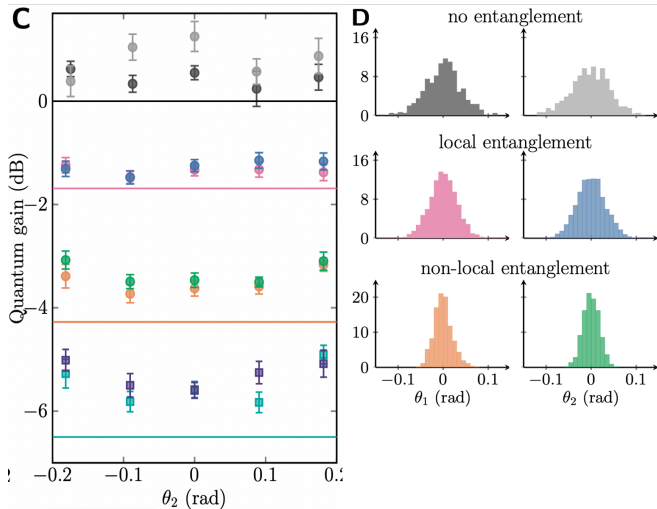 C
Quantum gain (dB)
0
−2
−4
−6
−0.2
−0.1
0
0.1
0.2
θ₂ (rad)
D
no entanglement
16
8
local entanglement
16
8
non-local entanglement
20
10
0
−0.1
0
0.1
−0.1
0
0.1
θ₁ (rad)
θ₂ (rad)